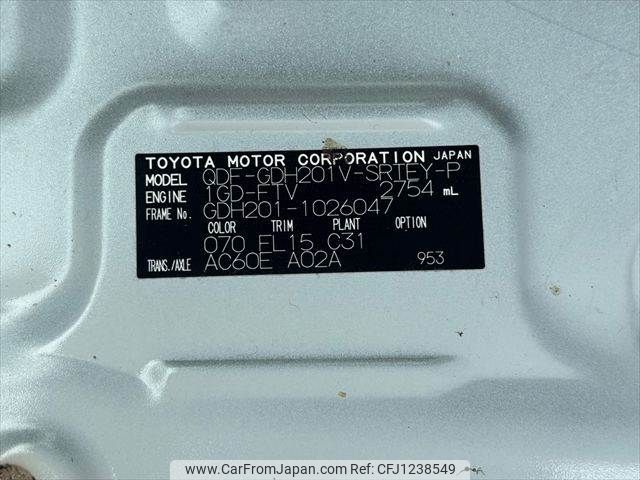 TOYOTA MOTOR CORPORATION JAPAN
MODEL QDF-GDH201V-SRTEY-P
ENGINE 1GD-FTV 2754 mL
FRAME NO. GDH201-1026047
COLOR TRIM PLANT OPTION
070 FL15 C31
TRANS./AXLE AC60E A02A 953
www.CarFromJapan.com - CFJ1238549